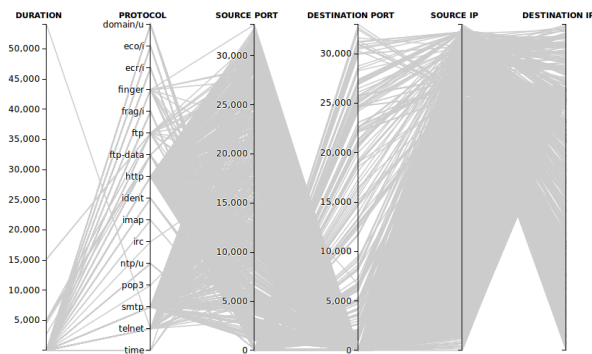 DURATION PROTOCOL SOURCE PORT DESTINATION PORT SOURCE IP DESTINATION IP
domain/u
eco/i
ecr/i
finger
frag/i
ftp
ftp-data
http
ident
imap
irc
ntp/u
pop3
smtp
telnet
time
50,000
45,000
40,000
35,000
30,000
25,000
20,000
15,000
10,000
5,000
0
30,000
25,000
20,000
15,000
10,000
5,000
0
30,000
25,000
20,000
15,000
10,000
5,000
0